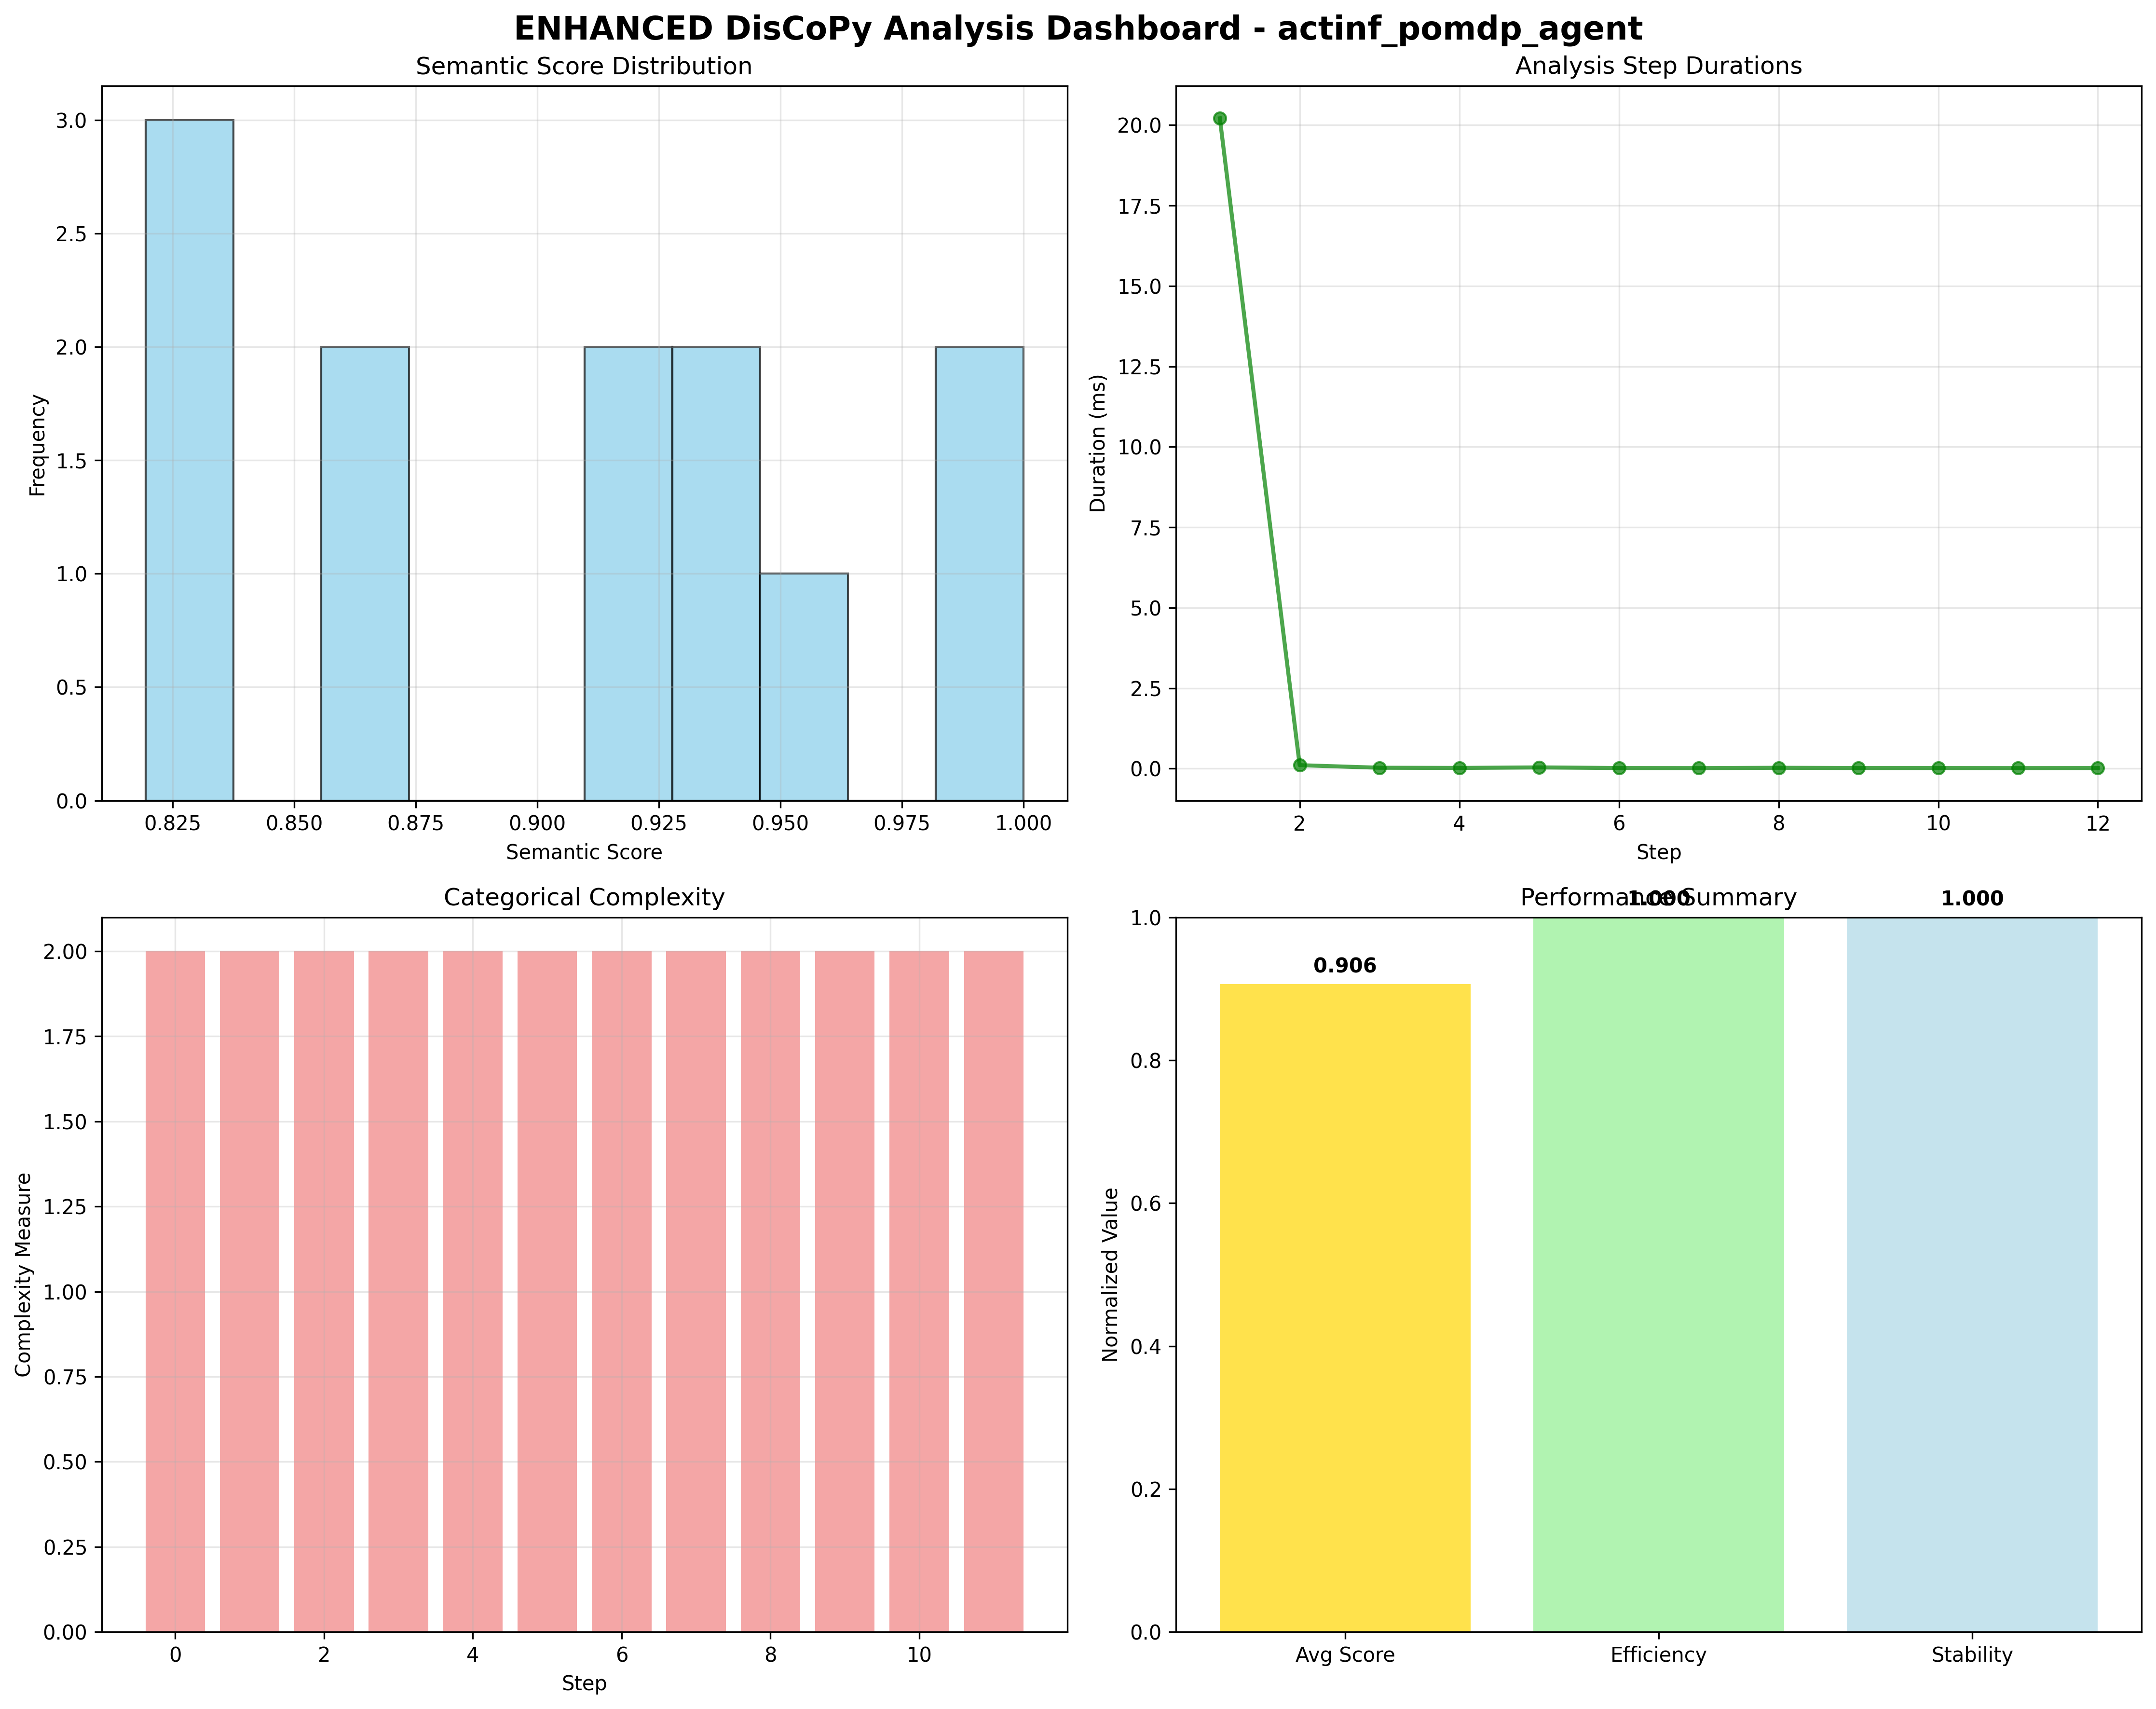 ENHANCED DisCoPy Analysis Dashboard - actinf_pomdp_agent
Semantic Score Distribution
Frequency
3.0
2.5
2.0
1.5
1.0
0.5
0.0
0.825 0.850 0.875 0.900 0.925 0.950 0.975 1.000
Semantic Score
Analysis Step Durations
Duration (ms)
20.0
17.5
15.0
12.5
10.0
7.5
5.0
2.5
0.0
2 4 6 8 10 12
Step
Categorical Complexity
Complexity Measure
2.00
1.75
1.50
1.25
1.00
0.75
0.50
0.25
0.00
0 2 4 6 8 10
Step
Performance Summary
1.000
1.000
0.906
Normalized Value
1.0
0.8
0.6
0.4
0.2
0.0
Avg Score Efficiency Stability